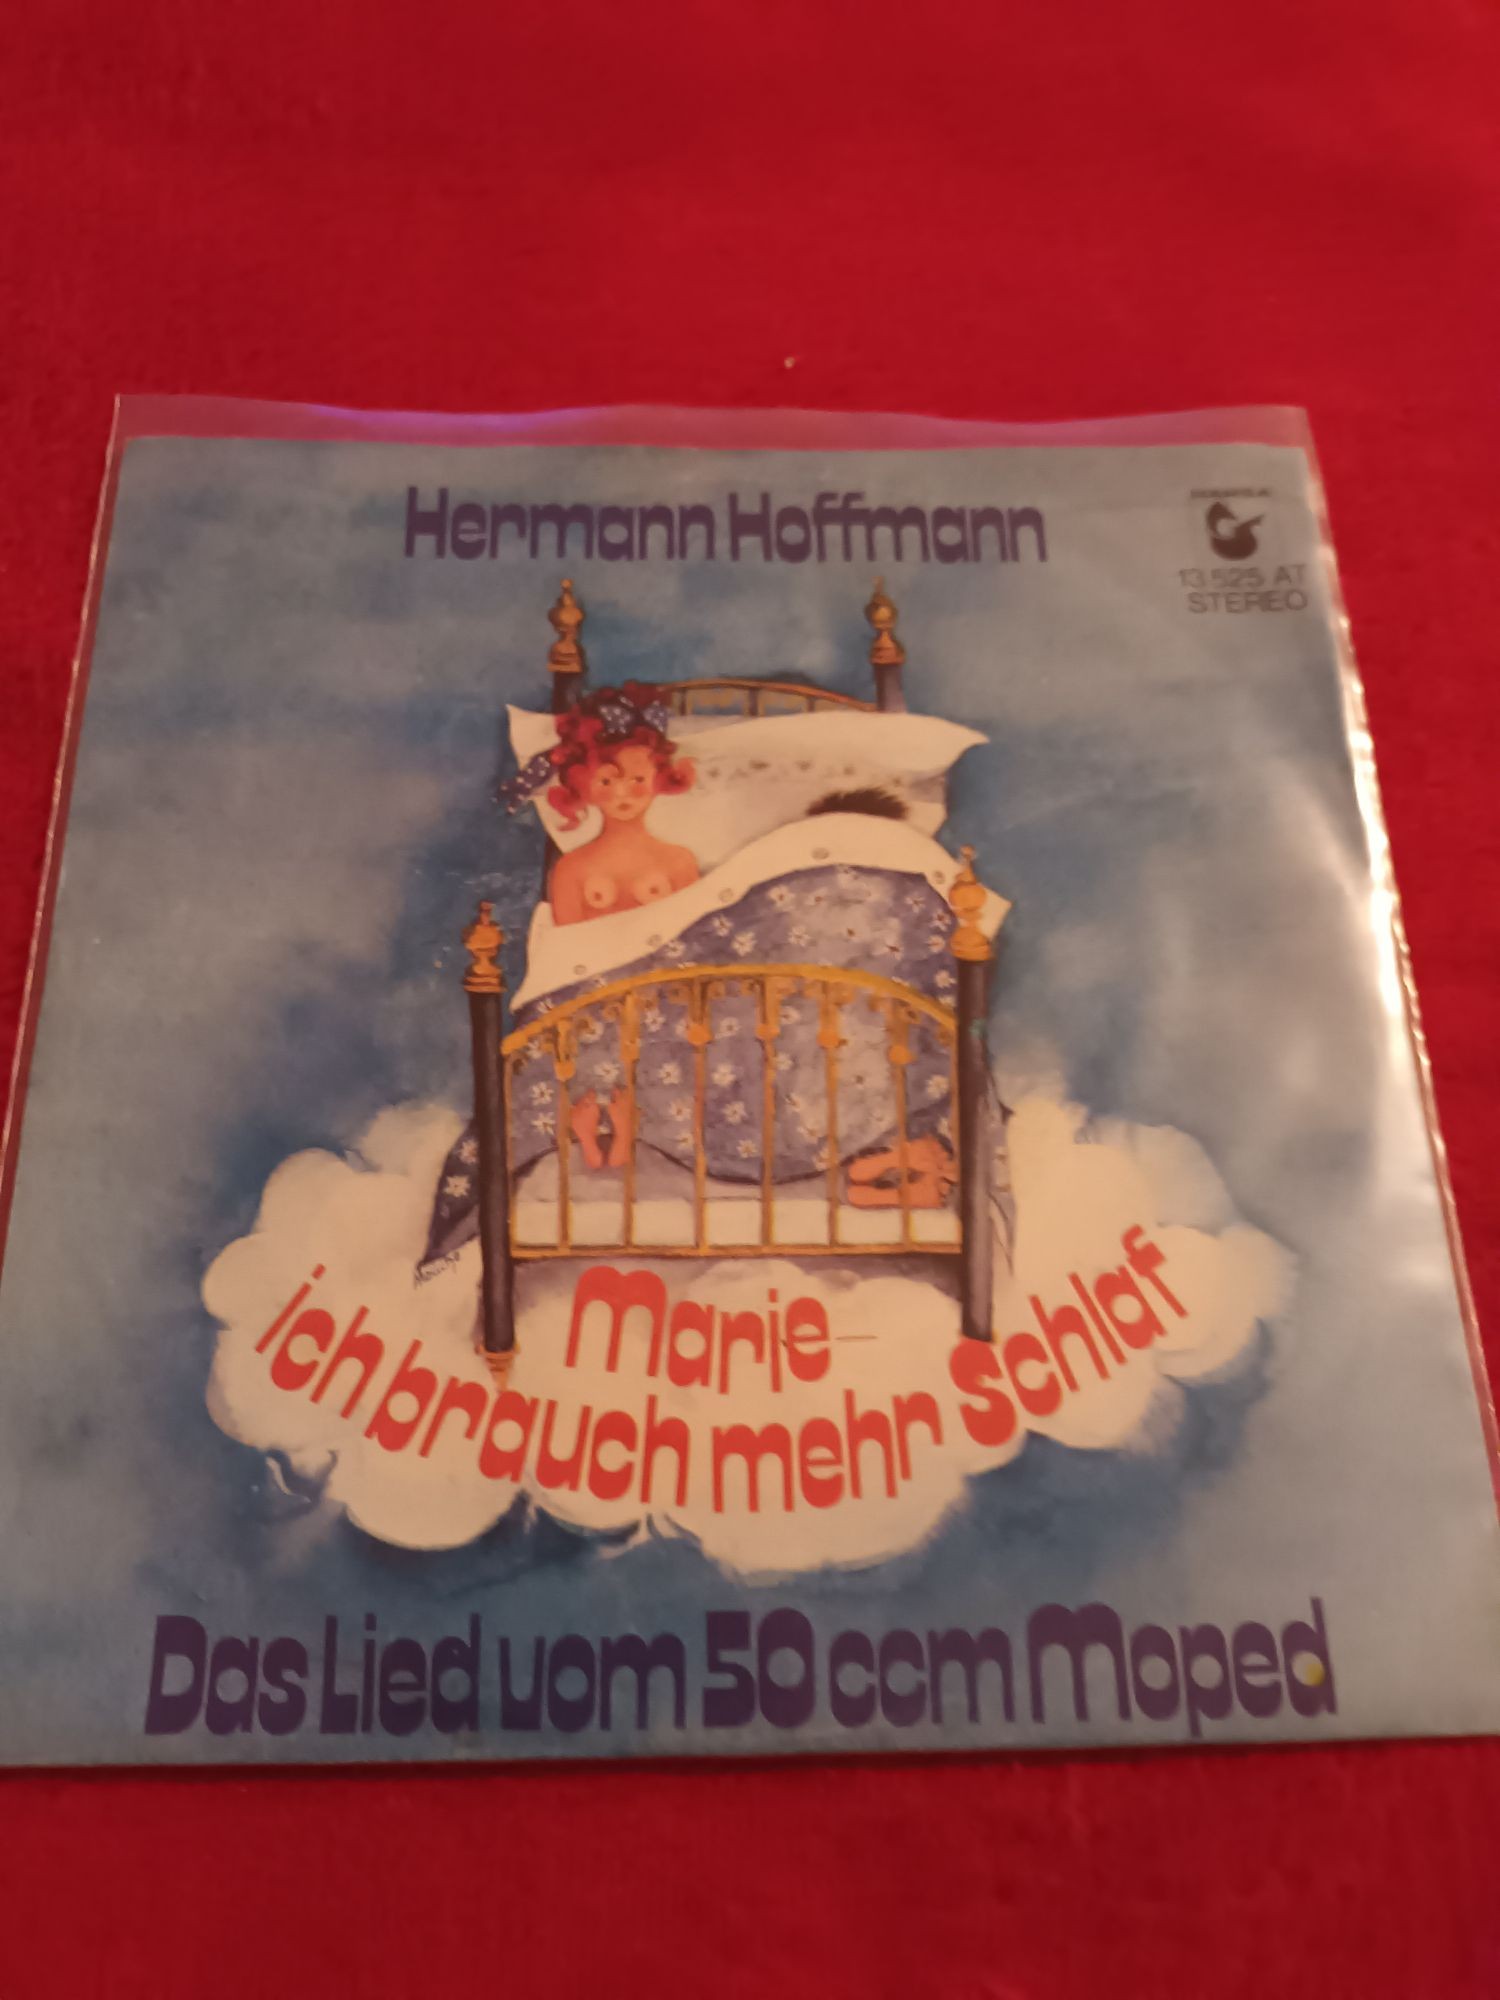 Hermann Hoffmann
13 525 AT
STEREO
Marie–
ich brauch mehr Schlaf
Das Lied vom 50 ccm Moped